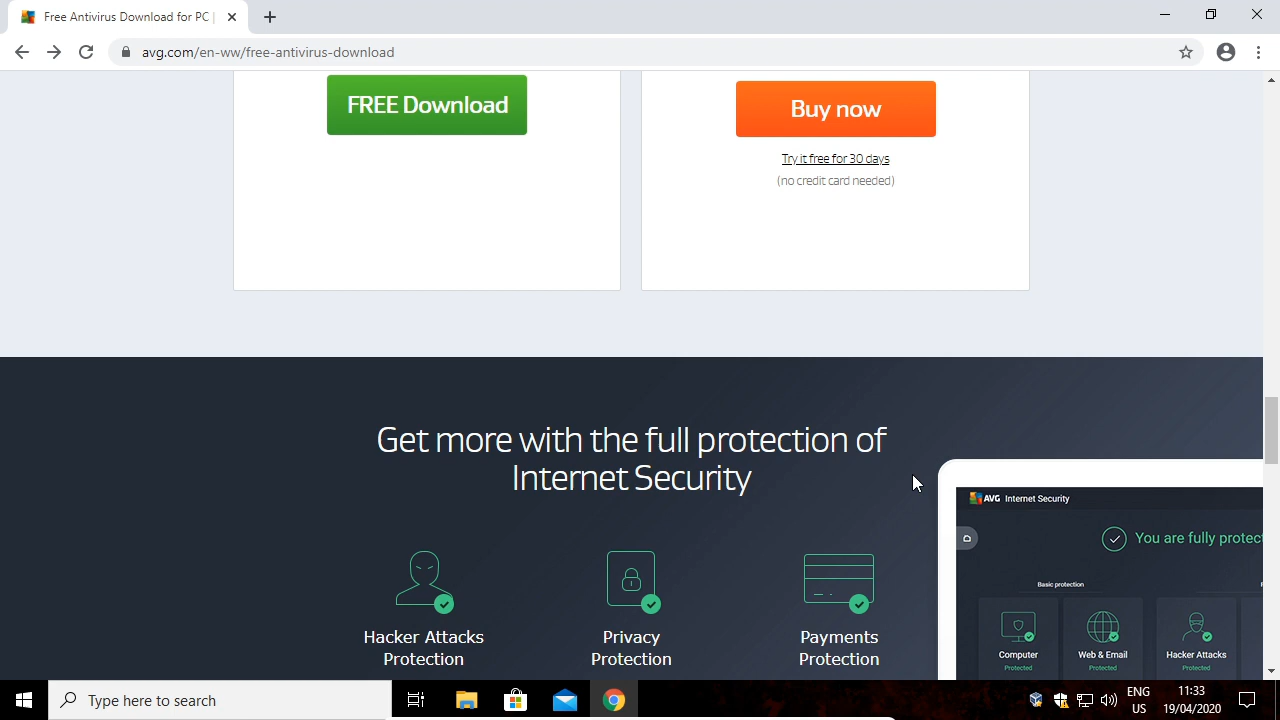 Free Antivirus Download for PC |
avg.com/en-ww/free-antivirus-download
FREE Download
Buy now
Try it free for 30 days
(no credit card needed)
Get more with the full protection of
Internet Security
AVG Internet Security
You are fully protect
Basic protection
Hacker Attacks
Protection
Privacy
Protection
Payments
Protection
Computer
Protected
Web & Email
Protected
Hacker Attacks
Protected
Type here to search
ENG
US
11:33
19/04/2020